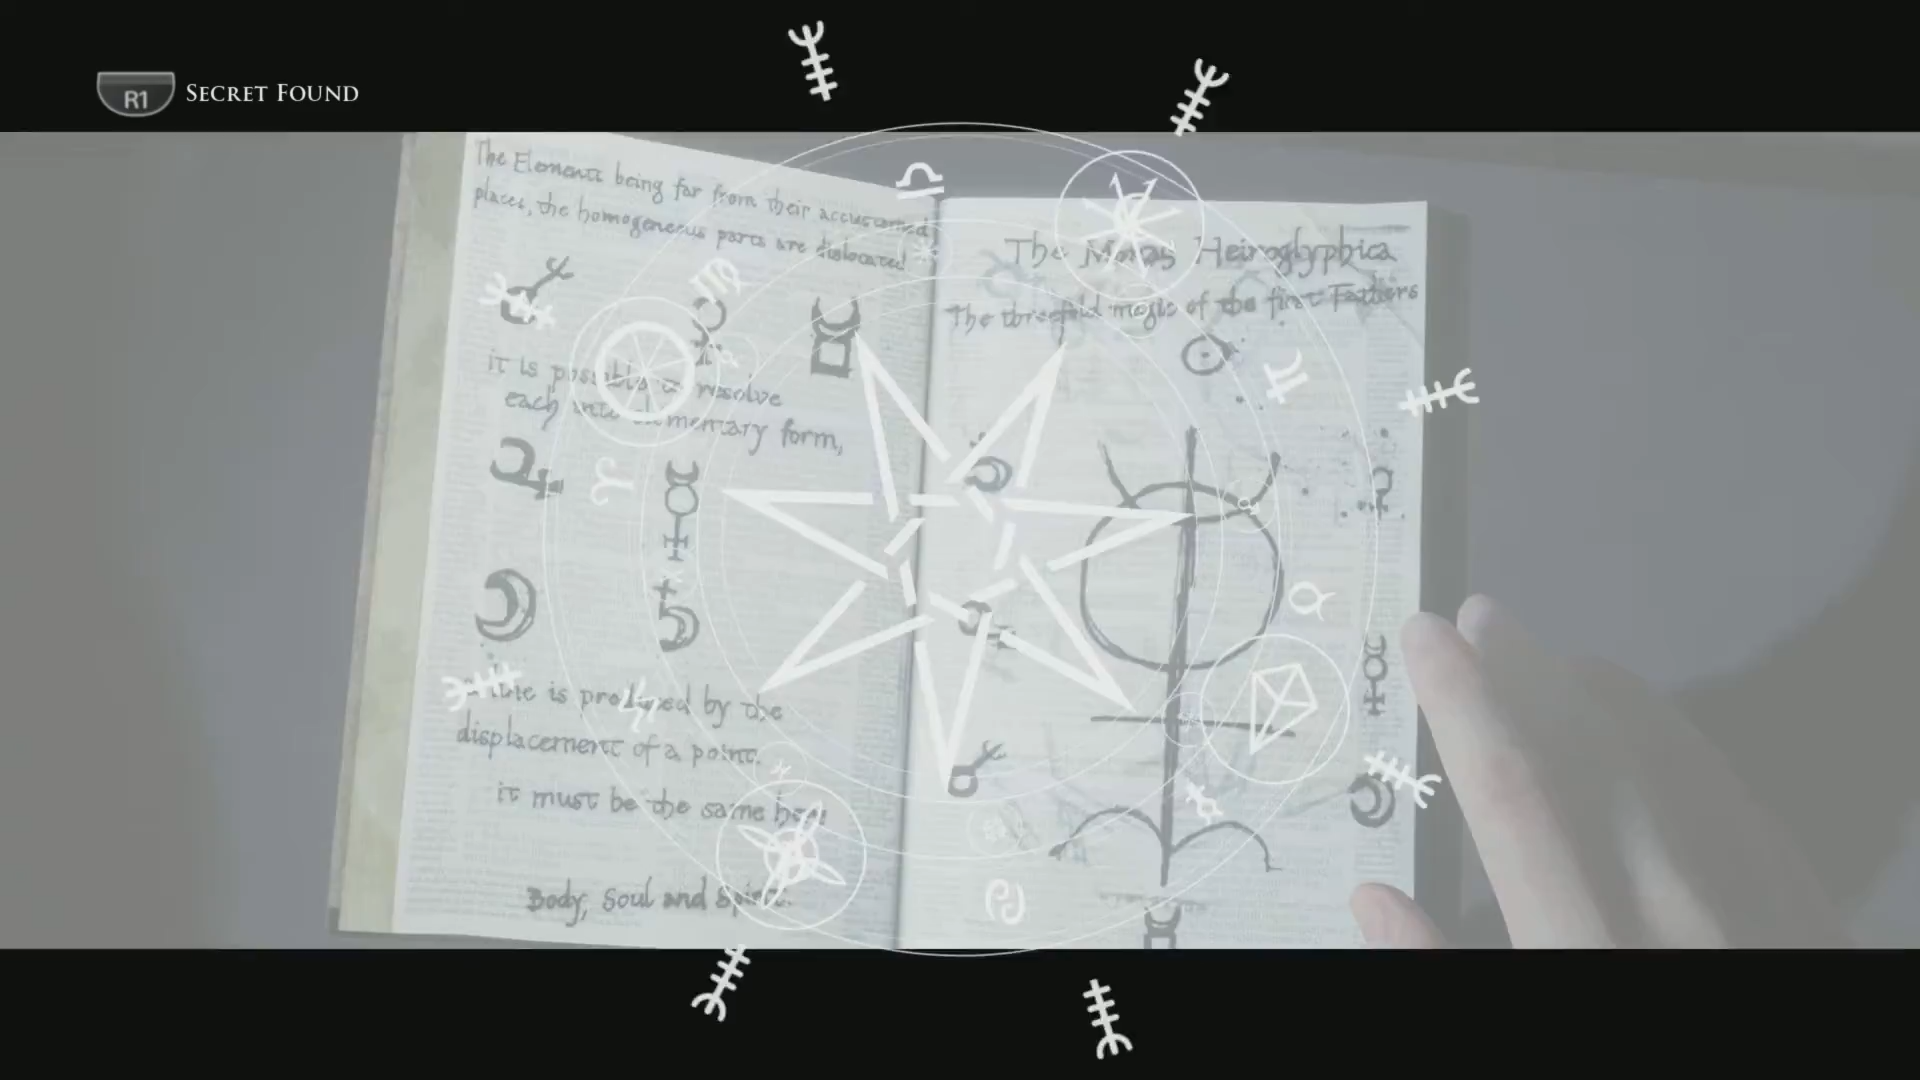 R1 SECRET FOUND
The Elements being far from their accustomed
places, the homogeneous parts are dislocated
it is possible to resolve
each into elementary form,
line is produced by the
displacement of a point.
it must be the same here
Body, Soul and Spirit.
The Monas Heiroglyphica
The threefold magic of the first Fathers